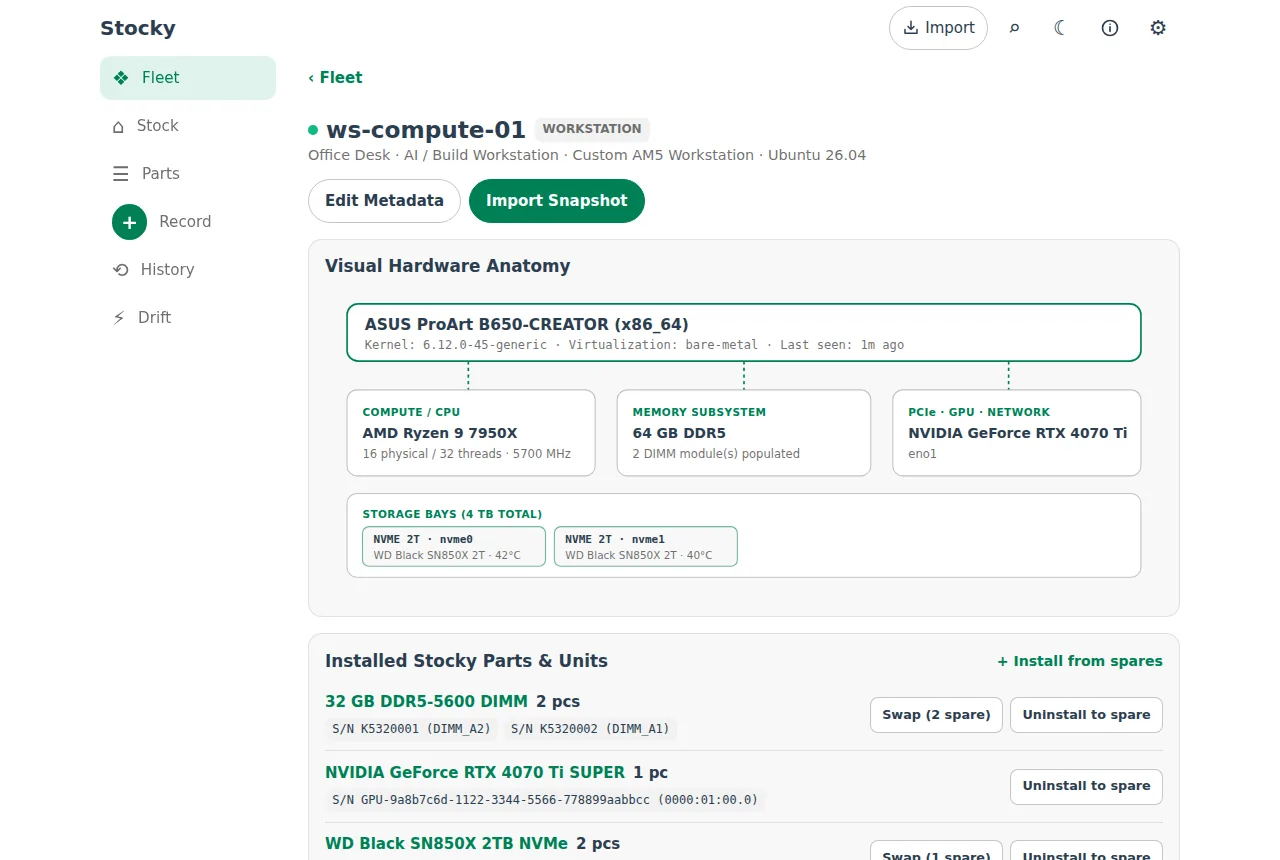 Stocky
Import
Fleet
Stock
Parts
Record
History
Drift
‹ Fleet
ws-compute-01 WORKSTATION
Office Desk · AI / Build Workstation · Custom AM5 Workstation · Ubuntu 26.04
Edit Metadata Import Snapshot
Visual Hardware Anatomy
ASUS ProArt B650-CREATOR (x86_64)
Kernel: 6.12.0-45-generic · Virtualization: bare-metal · Last seen: 1m ago
COMPUTE / CPU
AMD Ryzen 9 7950X
16 physical / 32 threads · 5700 MHz
MEMORY SUBSYSTEM
64 GB DDR5
2 DIMM module(s) populated
PCIe · GPU · NETWORK
NVIDIA GeForce RTX 4070 Ti
eno1
STORAGE BAYS (4 TB TOTAL)
NVME 2T · nvme0
WD Black SN850X 2T · 42°C
NVME 2T · nvme1
WD Black SN850X 2T · 40°C
Installed Stocky Parts & Units + Install from spares
32 GB DDR5-5600 DIMM 2 pcs
S/N K5320001 (DIMM_A2) S/N K5320002 (DIMM_A1)
Swap (2 spare) Uninstall to spare
NVIDIA GeForce RTX 4070 Ti SUPER 1 pc
S/N GPU-9a8b7c6d-1122-3344-5566-778899aabbcc (0000:01:00.0)
Uninstall to spare
WD Black SN850X 2TB NVMe 2 pcs
Swap (1 spare) Uninstall to spare